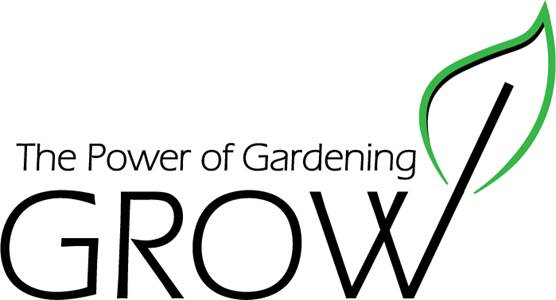 The Power of Gardening
GROW